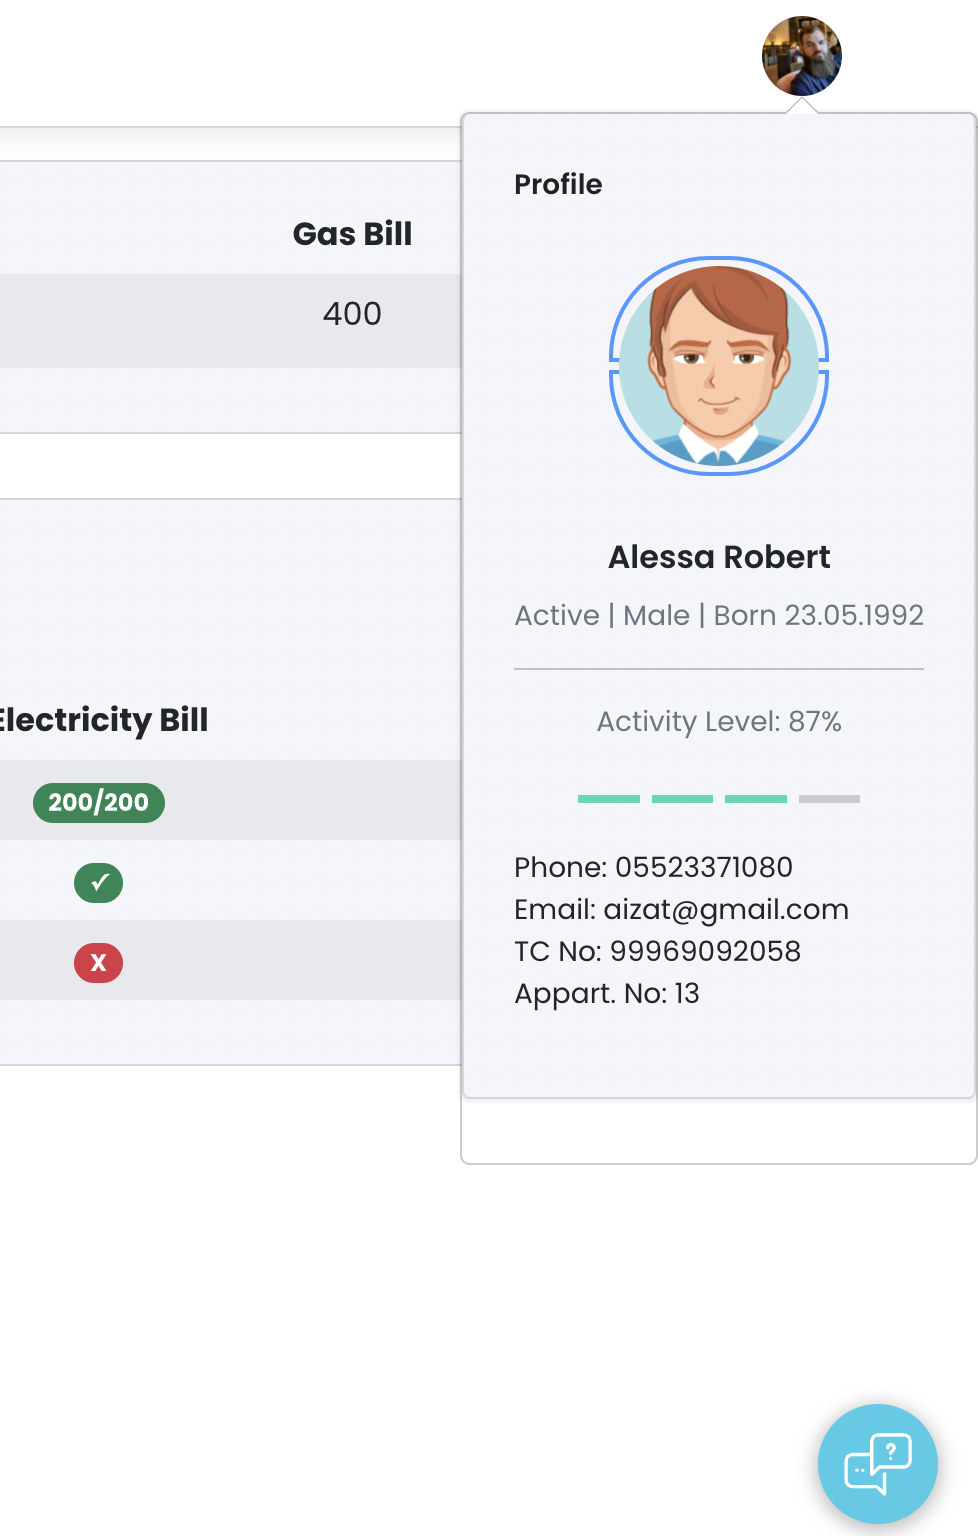 Profile
Gas Bill
400
Alessa Robert
Active | Male | Born 23.05.1992
Activity Level: 87%
Electricity Bill
200/200
✓
X
Phone: 05523371080
Email: aizat@gmail.com
TC No: 99969092058
Appart. No: 13
?